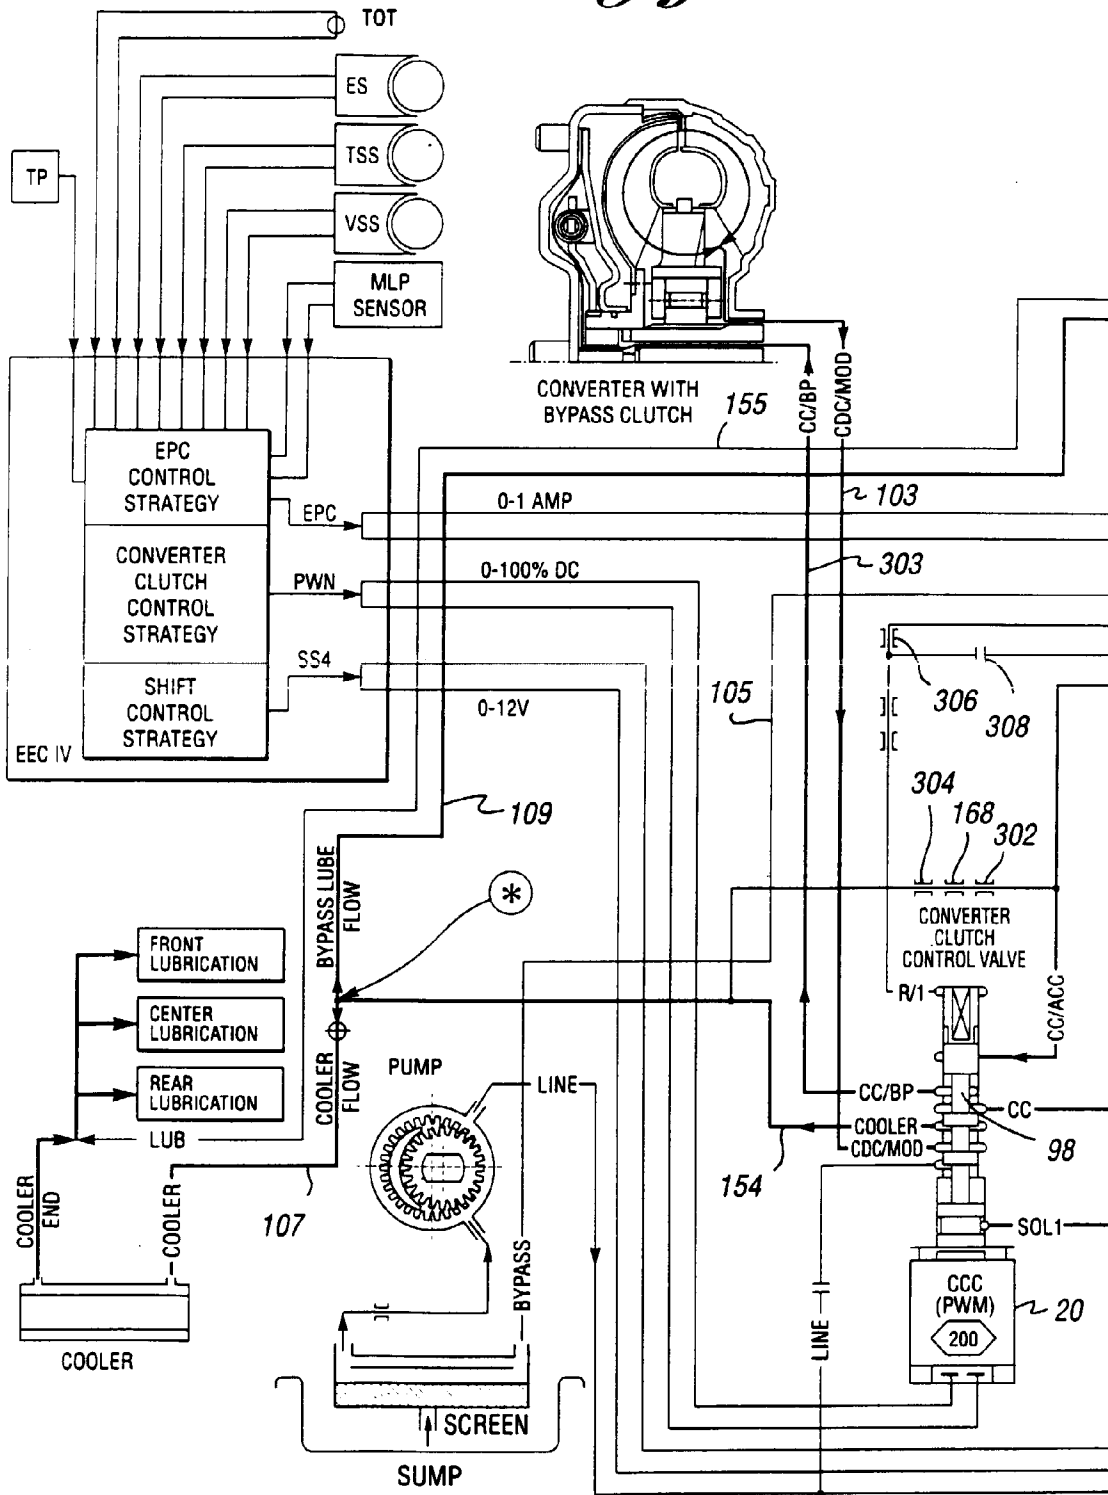 TOT
ES
TSS
TP
VSS
MLP
SENSOR
CONVERTER WITH
BYPASS CLUTCH
CC/BP
CDC/MOD
155
EPC
CONTROL
STRATEGY
EPC
0-1 AMP
103
CONVERTER
CLUTCH
CONTROL
STRATEGY
PWN
0-100% DC
303
SS4
0-12V
SHIFT
CONTROL
STRATEGY
EEC IV
105
306
308
109
304
168
302
BYPASS LUBE
FLOW
*
CONVERTER
CLUTCH
CONTROL VALVE
FRONT
LUBRICATION
CENTER
LUBRICATION
REAR
LUBRICATION
R/1
CC/ACC
COOLER
FLOW
PUMP
LINE
CC/BP
CC
COOLER
CDC/MOD
98
LUB
154
107
COOLER
END
COOLER
BYPASS
SOL1
CCC
(PWM)
200
20
LINE
COOLER
SCREEN
SUMP